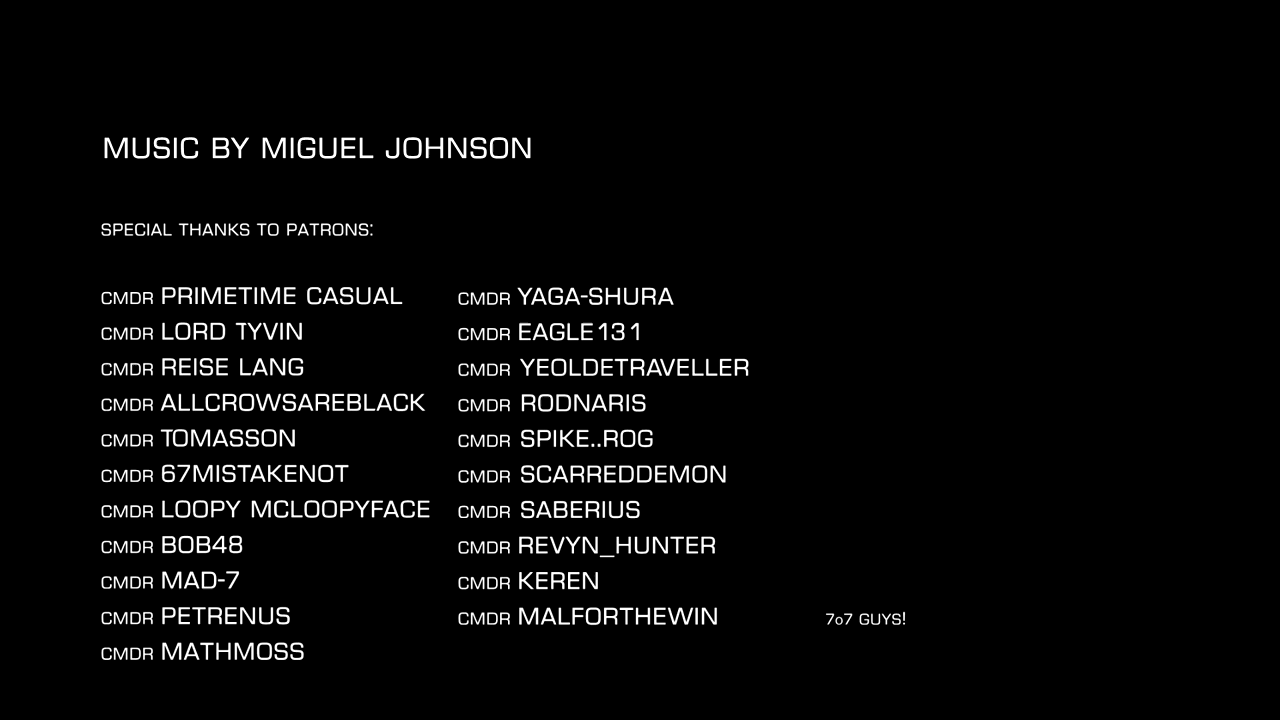 MUSIC BY MIGUEL JOHNSON
SPECIAL THANKS TO PATRONS:
CMDR PRIMETIME CASUAL
CMDR LORD TYVIN
CMDR REISE LANG
CMDR ALLCROWSAREBLACK
CMDR TOMASSON
CMDR 67MISTAKENOT
CMDR LOOPY MCLOOPYFACE
CMDR BOB48
CMDR MAD-7
CMDR PETRENUS
CMDR MATHMOSS
CMDR YAGA-SHURA
CMDR EAGLE131
CMDR YEOLDETRAVELLER
CMDR RODNARIS
CMDR SPIKE..ROG
CMDR SCARREDDEMON
CMDR SABERIUS
CMDR REVYN_HUNTER
CMDR KEREN
CMDR MALFORTHEWIN
7o7 GUYS!